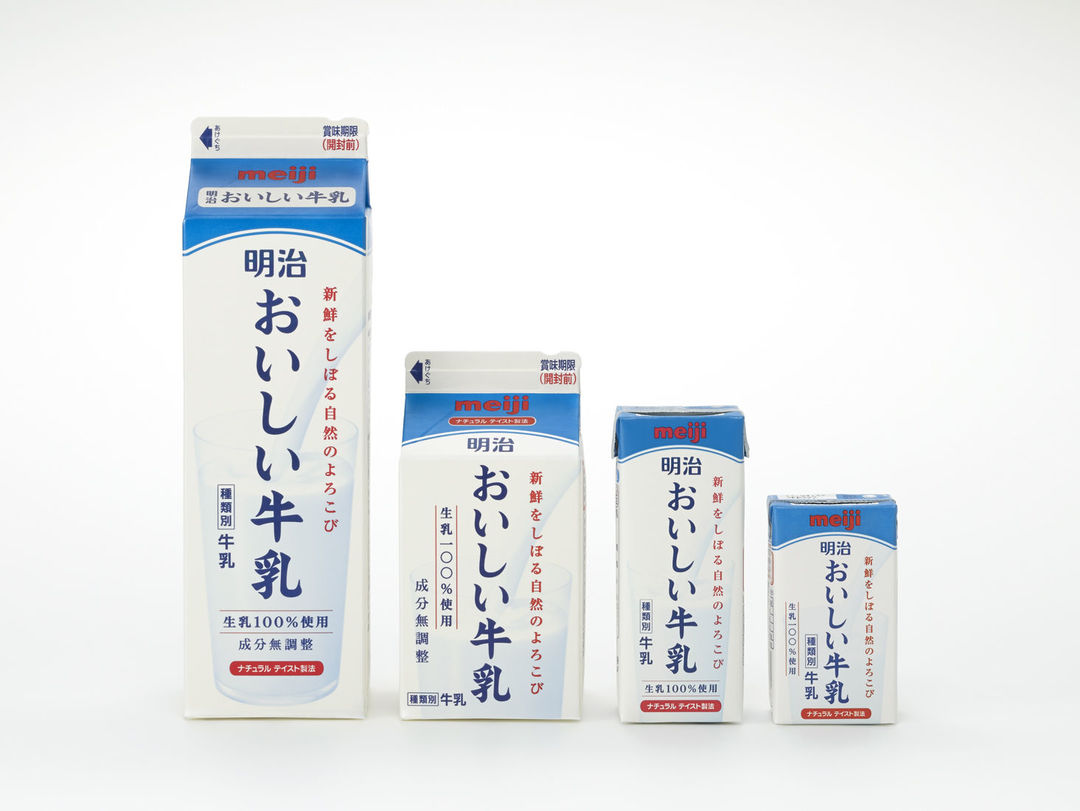 あけぐち
賞味期限
(開封前)
meiji
明治 おいしい牛乳
明治
おいしい牛乳
新鮮をしぼる自然のよろこび
種類別
牛乳
生乳100%使用
成分無調整
ナチュラル テイスト製法
あけぐち
賞味期限
(開封前)
meiji
ナチュラル テイスト製法
明治
おいしい牛乳
新鮮をしぼる自然のよろこび
生乳一〇〇%使用
成分無調整
種類別 牛乳
meiji
明治
おいしい牛乳
新鮮をしぼる自然のよろこび
種類別
牛乳
生乳100%使用
ナチュラル テイスト製法
meiji
明治
おいしい牛乳
新鮮をしぼる自然のよろこび
生乳一〇〇%使用
種類別
牛乳
ナチュラル テイスト製法